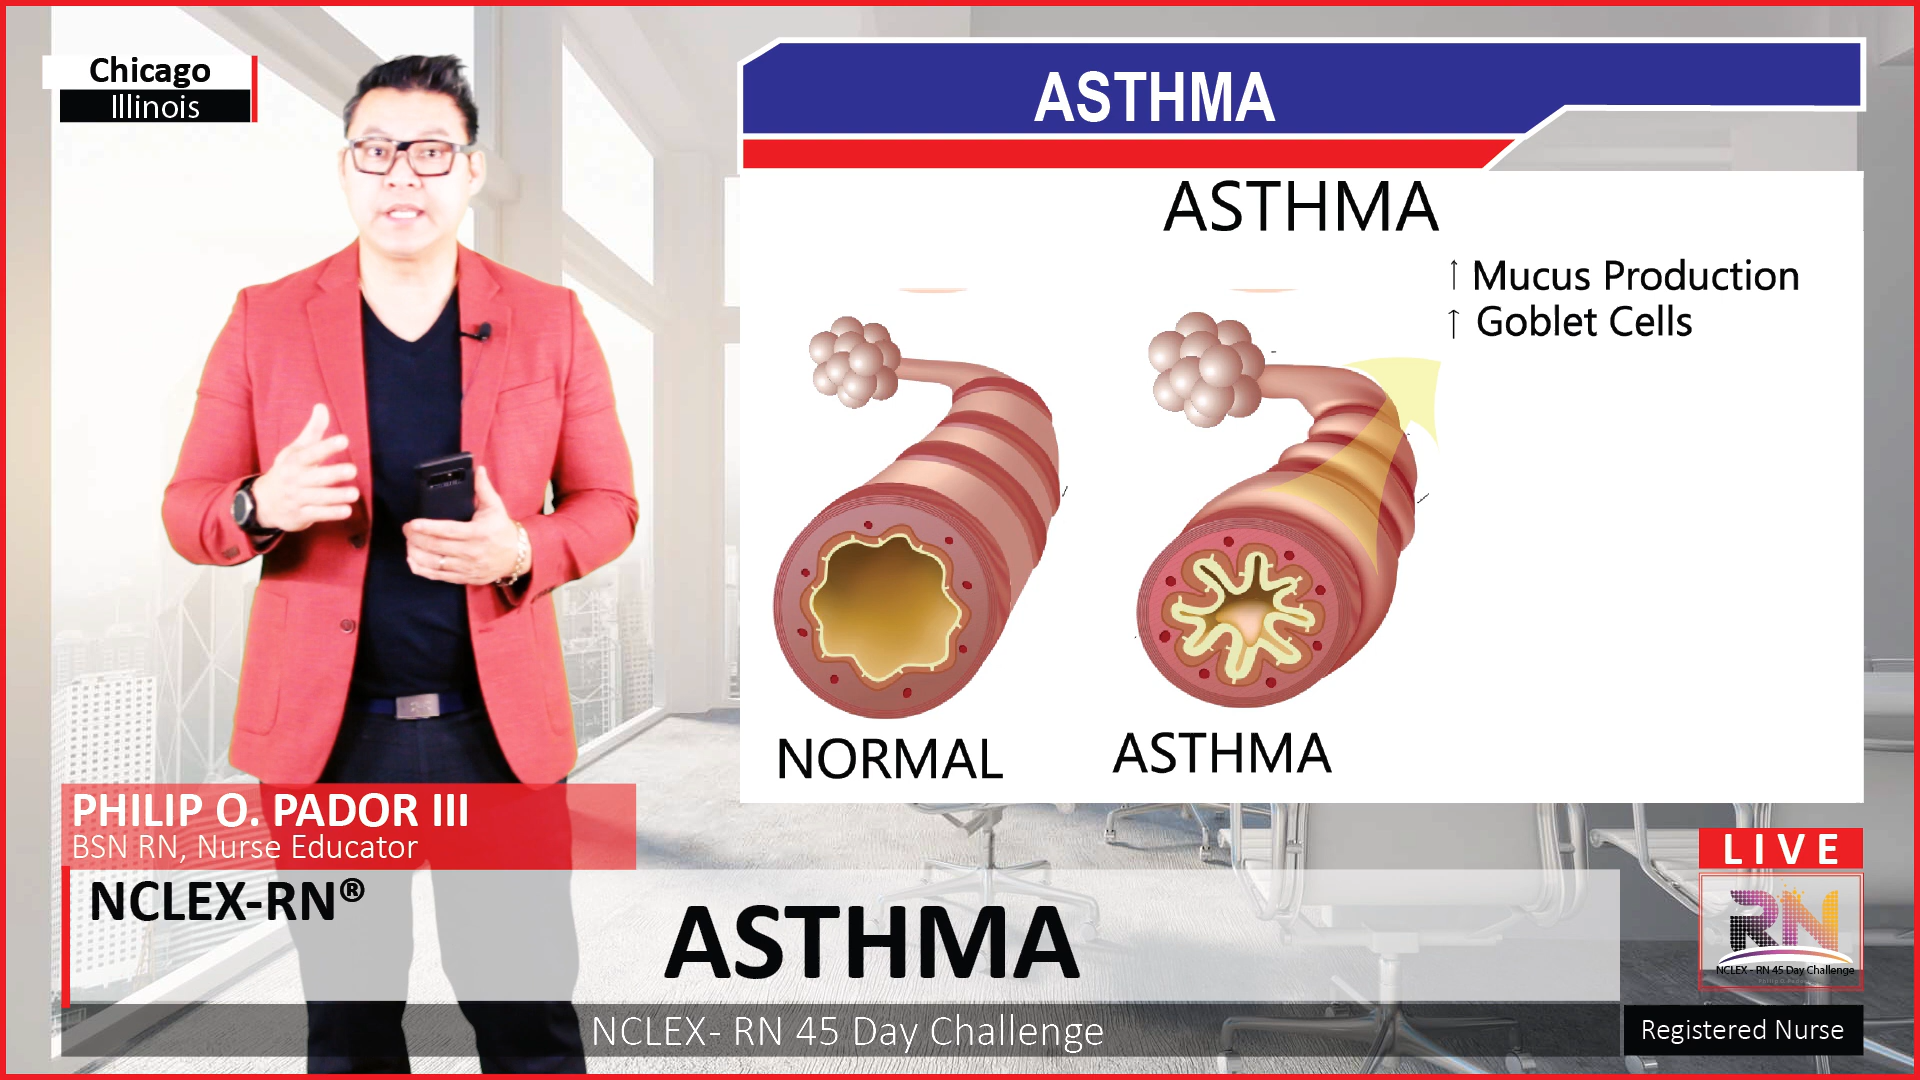 Chicago
Illinois
ASTHMA
ASTHMA
↑ Mucus Production
↑ Goblet Cells
NORMAL
ASTHMA
PHILIP O. PADOR III
BSN RN, Nurse Educator
NCLEX-RN®
ASTHMA
NCLEX- RN 45 Day Challenge
LIVE
RN
NCLEX - RN 45 Day Challenge
Registered Nurse